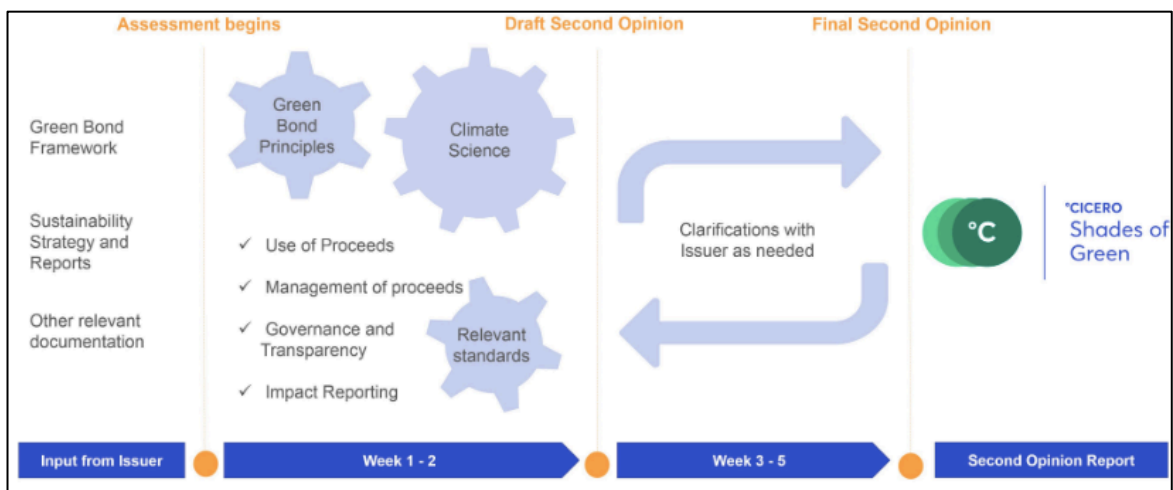 Assessment begins
Draft Second Opinion
Final Second Opinion
Green Bond
Framework
Sustainability
Strategy and
Reports
Other relevant
documentation
Green
Bond
Principles
Climate
Science
✓ Use of Proceeds
✓ Management of proceeds
✓ Governance and
Transparency
✓ Impact Reporting
Relevant
standards
Clarifications with
Issuer as needed
°C
°CICERO
Shades of
Green
Input from Issuer
Week 1 - 2
Week 3 - 5
Second Opinion Report